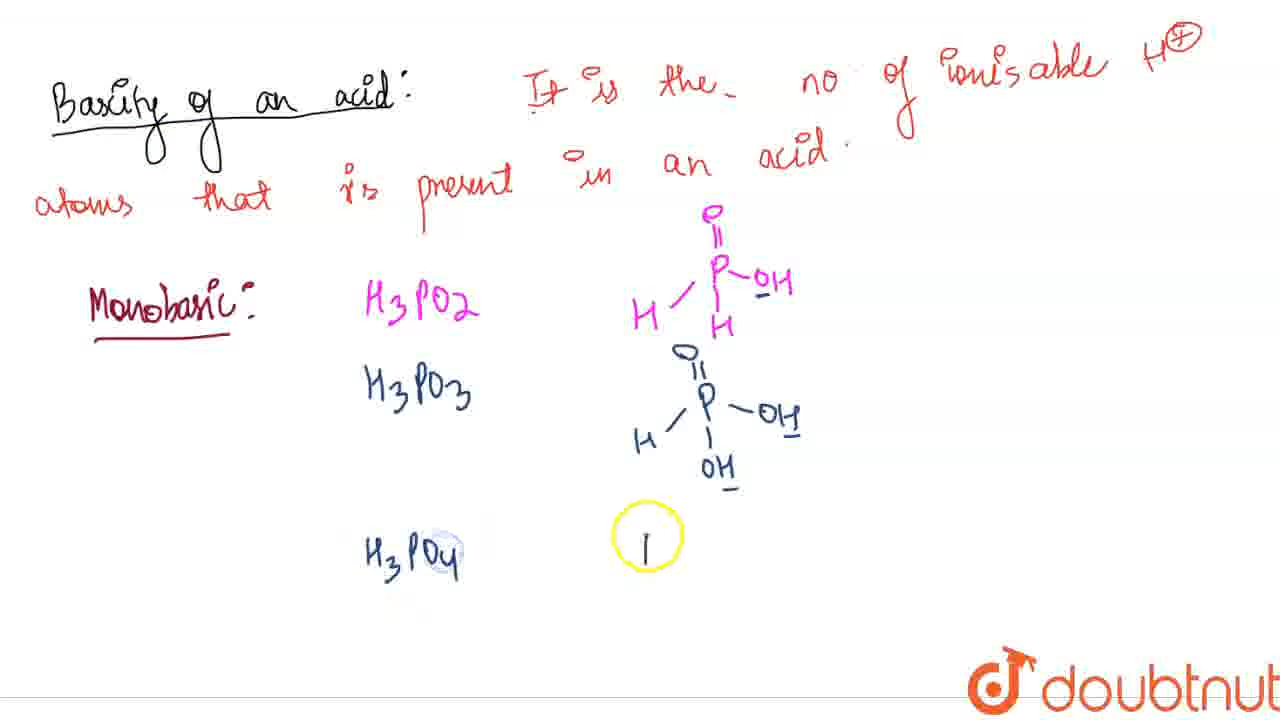 Bascity of an acid: It is the no of ionisable H⊕
atoms that is present in an acid.
Monobasic: H3PO2
O
P OH
H H
H3PO3
O
P OH
H
OH
H3PO4
doubtnut